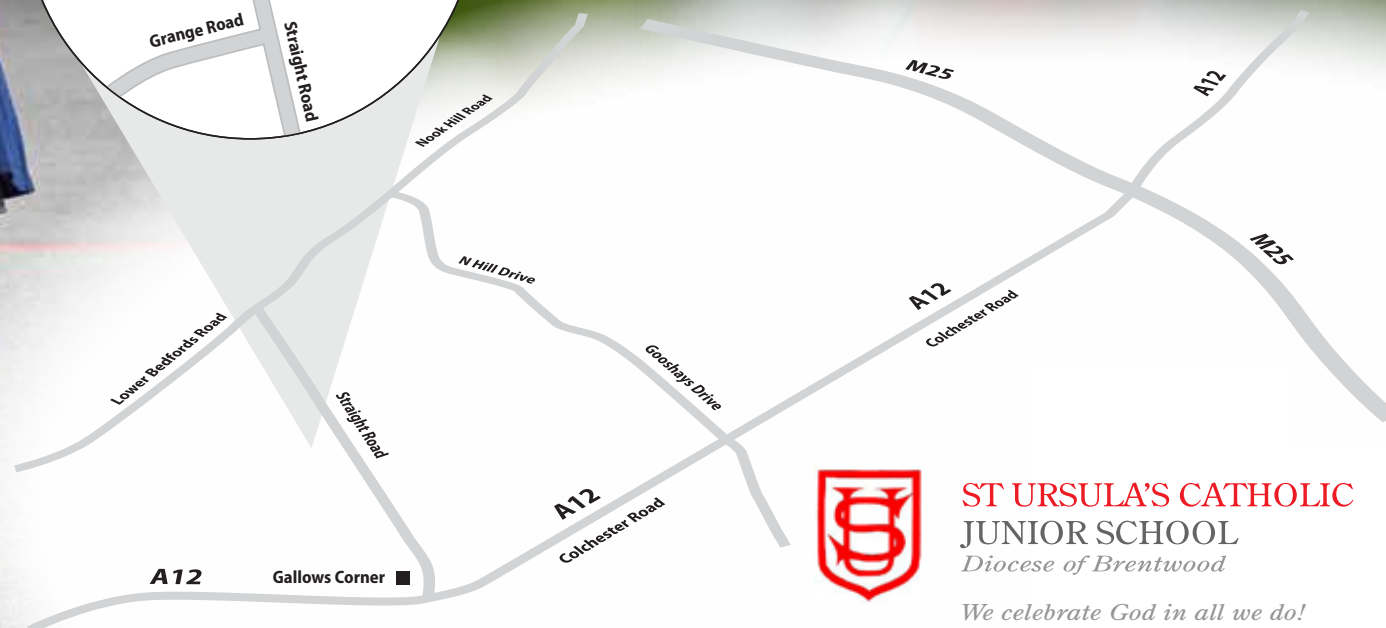 Grange Road
Straight Road
Nook Hill Road
M25
A12
N Hill Drive
M25
A12
Colchester Road
Lower Bedfords Road
Gooshays Drive
Straight Road
A12
Colchester Road
A12
Gallows Corner
US
ST URSULA'S CATHOLIC
JUNIOR SCHOOL
Diocese of Brentwood
We celebrate God in all we do!